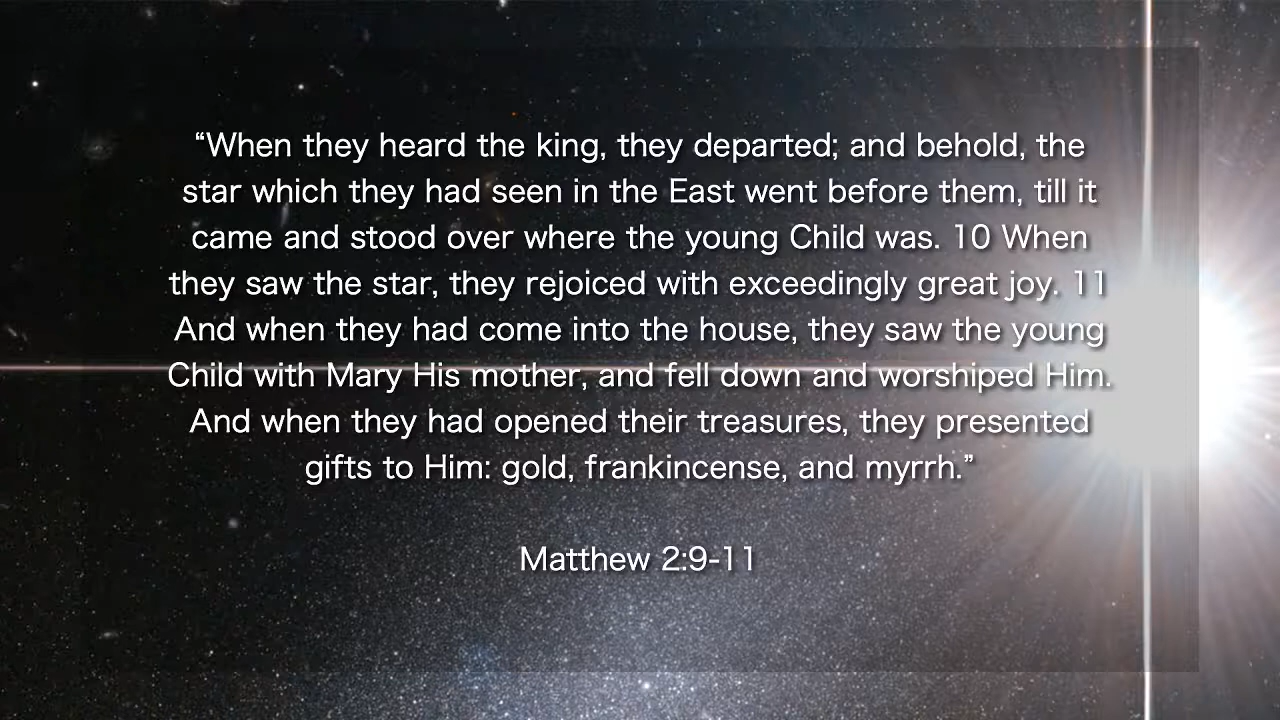 “When they heard the king, they departed; and behold, the
star which they had seen in the East went before them, till it
came and stood over where the young Child was. 10 When
they saw the star, they rejoiced with exceedingly great joy. 11
And when they had come into the house, they saw the young
Child with Mary His mother, and fell down and worshiped Him.
And when they had opened their treasures, they presented
gifts to Him: gold, frankincense, and myrrh.”
Matthew 2:9-11